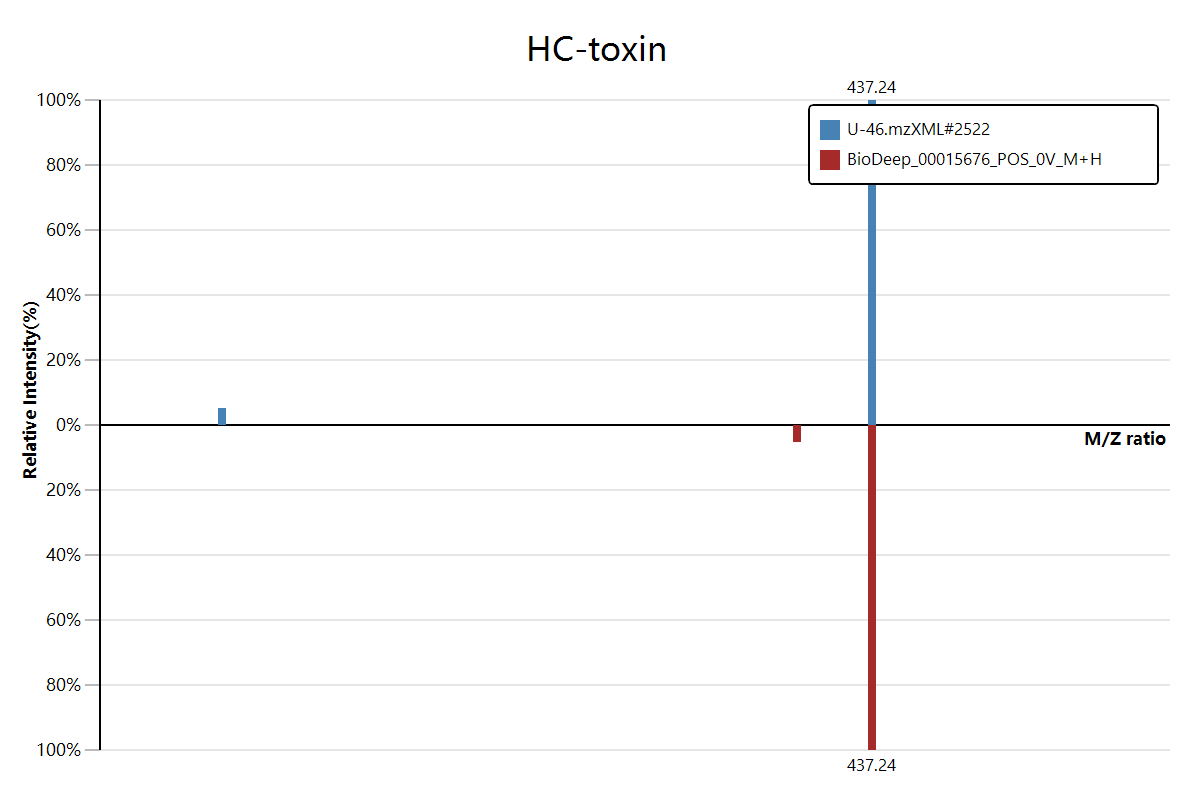 HC-toxin
437.24
U-46.mzXML#2522
BioDeep_00015676_POS_0V_M+H
100%
80%
60%
40%
20%
0%
20%
40%
60%
80%
100%
Relative Intensity(%)
M/Z ratio
437.24